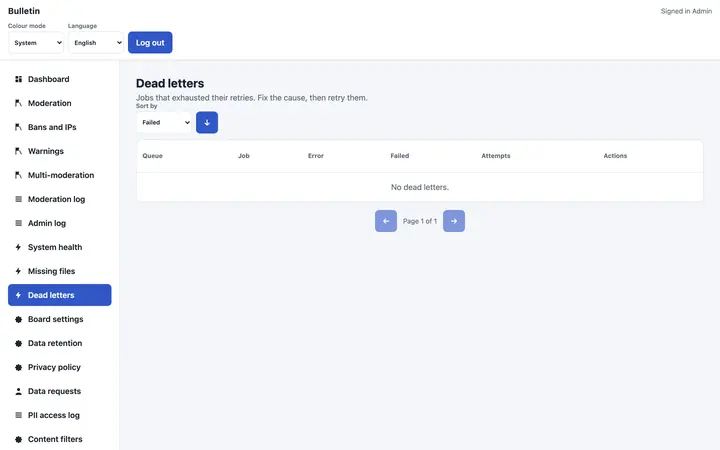 Bulletin
Signed in Admin
Colour mode
Language
System
English
Log out
Dashboard
Moderation
Bans and IPs
Warnings
Multi-moderation
Moderation log
Admin log
System health
Missing files
Dead letters
Board settings
Data retention
Privacy policy
Data requests
PII access log
Content filters
Dead letters
Jobs that exhausted their retries. Fix the cause, then retry them.
Sort by
Failed
Queue Job Error Failed Attempts Actions
No dead letters.
Page 1 of 1